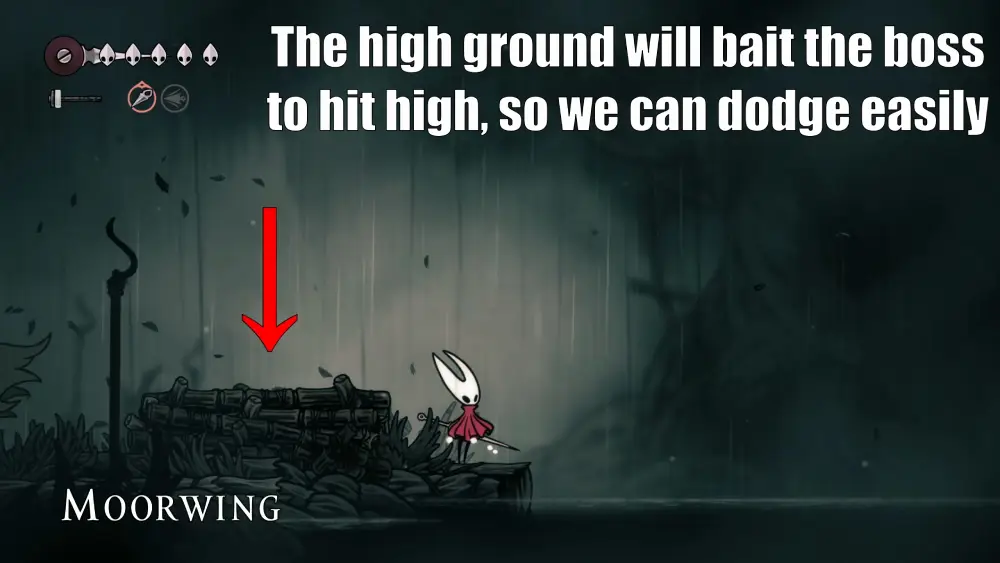 The high ground will bait the boss
to hit high, so we can dodge easily
MOORWING